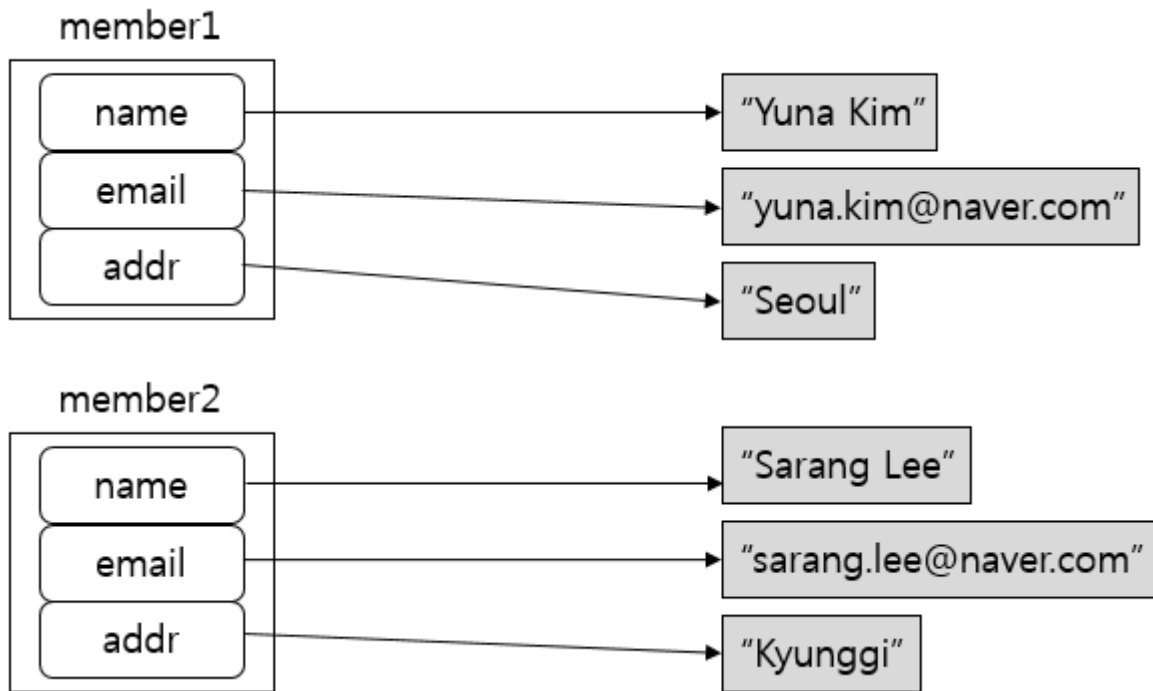 member1
name
"Yuna Kim"
email
"yuna.kim@naver.com"
addr
"Seoul"
member2
name
"Sarang Lee"
email
"sarang.lee@naver.com"
addr
"Kyunggi"